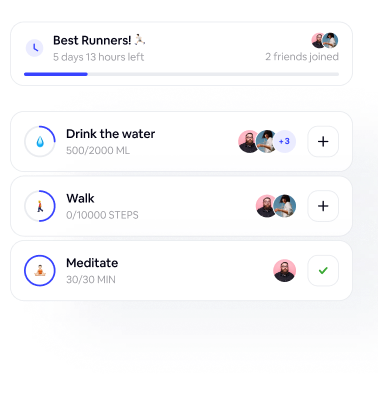 Best Runners! 🏃🏻
5 days 13 hours left
2 friends joined
Drink the water
500/2000 ML
+3
Walk
0/10000 STEPS
Meditate
30/30 MIN